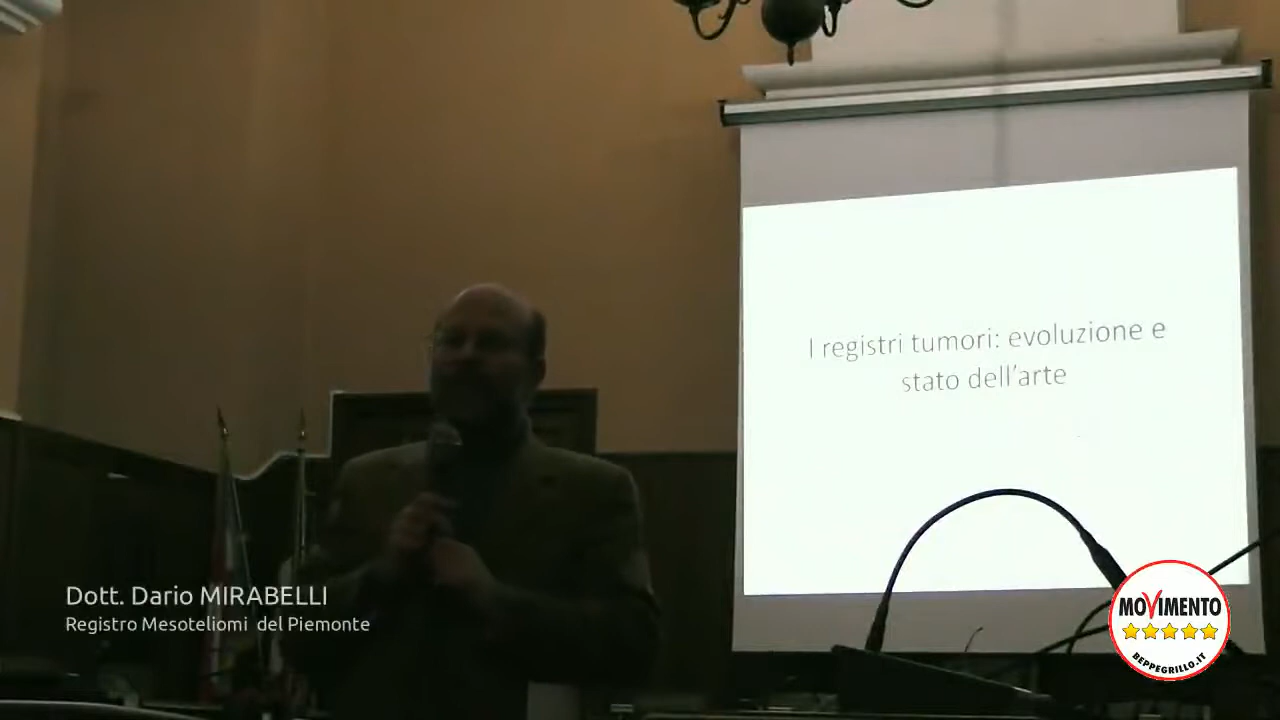 I registri tumori: evoluzione e
stato dell'arte
Dott. Dario MIRABELLI
Registro Mesoteliomi del Piemonte
MOVIMENTO
BEPPEGRILLO.IT